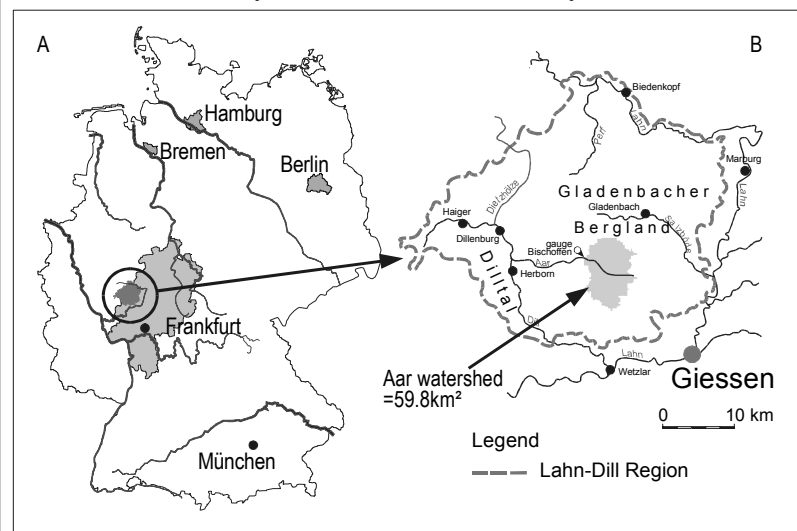 A
Hamburg
Bremen
Berlin
Frankfurt
München
B
Biedenkopf
Lahn
Perf
Marburg
Lahn
Dietzhölze
Gladenbacher
Haiger
Gladenbach
Bergland
Salzböde
Dillenburg
gauge
Bischoffen
Aar
Dilltal
Herborn
Dill
Lahn
Wetzlar
Giessen
Aar watershed
=59.8km²
0 10 km
Legend
Lahn-Dill Region